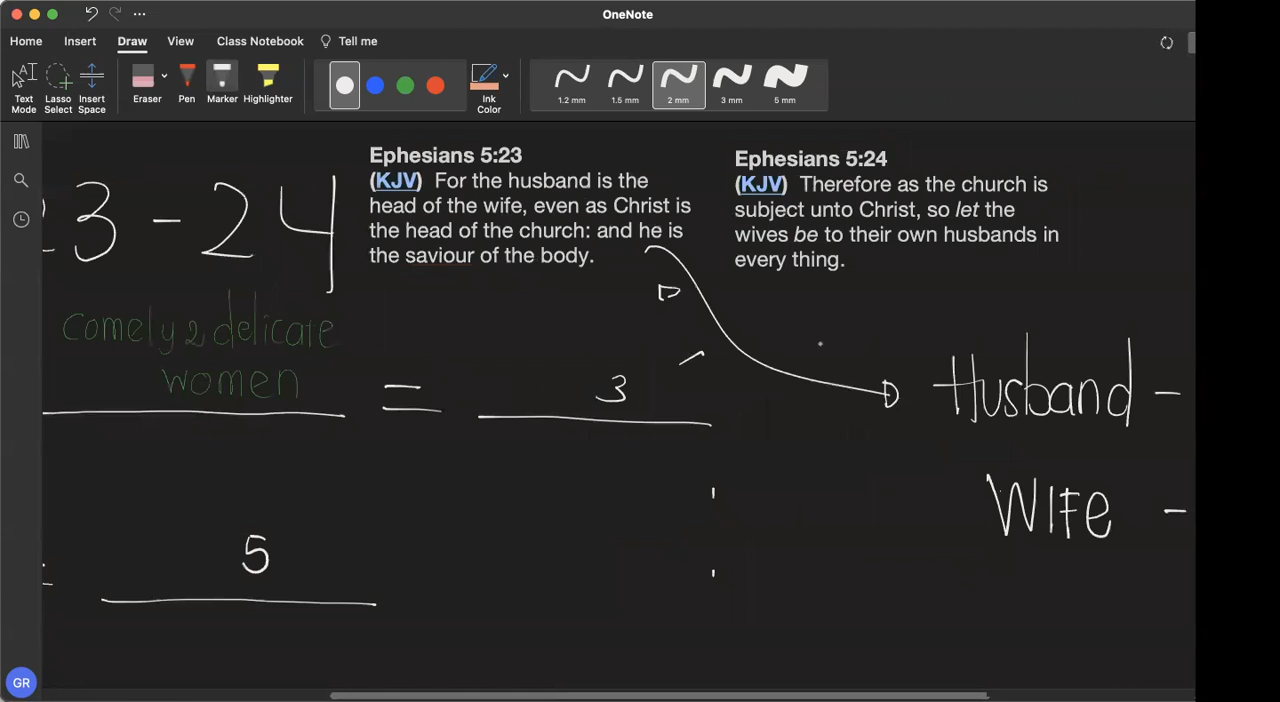 OneNote
Home Insert Draw View Class Notebook Tell me
Text Mode
Lasso Select
Insert Space
Eraser
Pen
Marker
Highlighter
Ink Color
1.2 mm
1.5 mm
2 mm
3 mm
5 mm
3 - 24
Ephesians 5:23
(KJV) For the husband is the
head of the wife, even as Christ is
the head of the church: and he is
the saviour of the body.
Ephesians 5:24
(KJV) Therefore as the church is
subject unto Christ, so let the
wives be to their own husbands in
every thing.
comely & delicate
women
= 3
Husband -
Wife -
5
GR